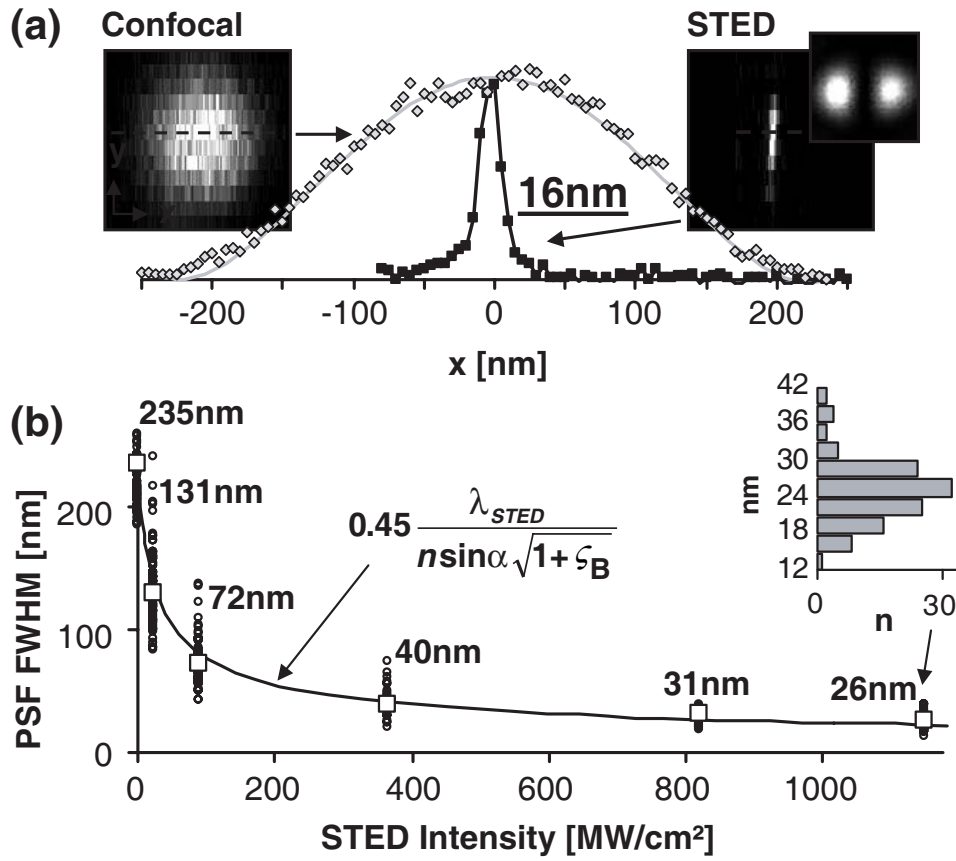 (a) Confocal STED
y
x
16nm
-200 -100 0 100 200
x [nm]
(b)
235nm
131nm
72nm
40nm
31nm
26nm
0.45 λSTED / n sinα √1+ ςB
PSF FWHM [nm]
200
100
0
0 200 400 600 800 1000
STED Intensity [MW/cm²]
42
36
30
24
18
12
nm
0 30
n